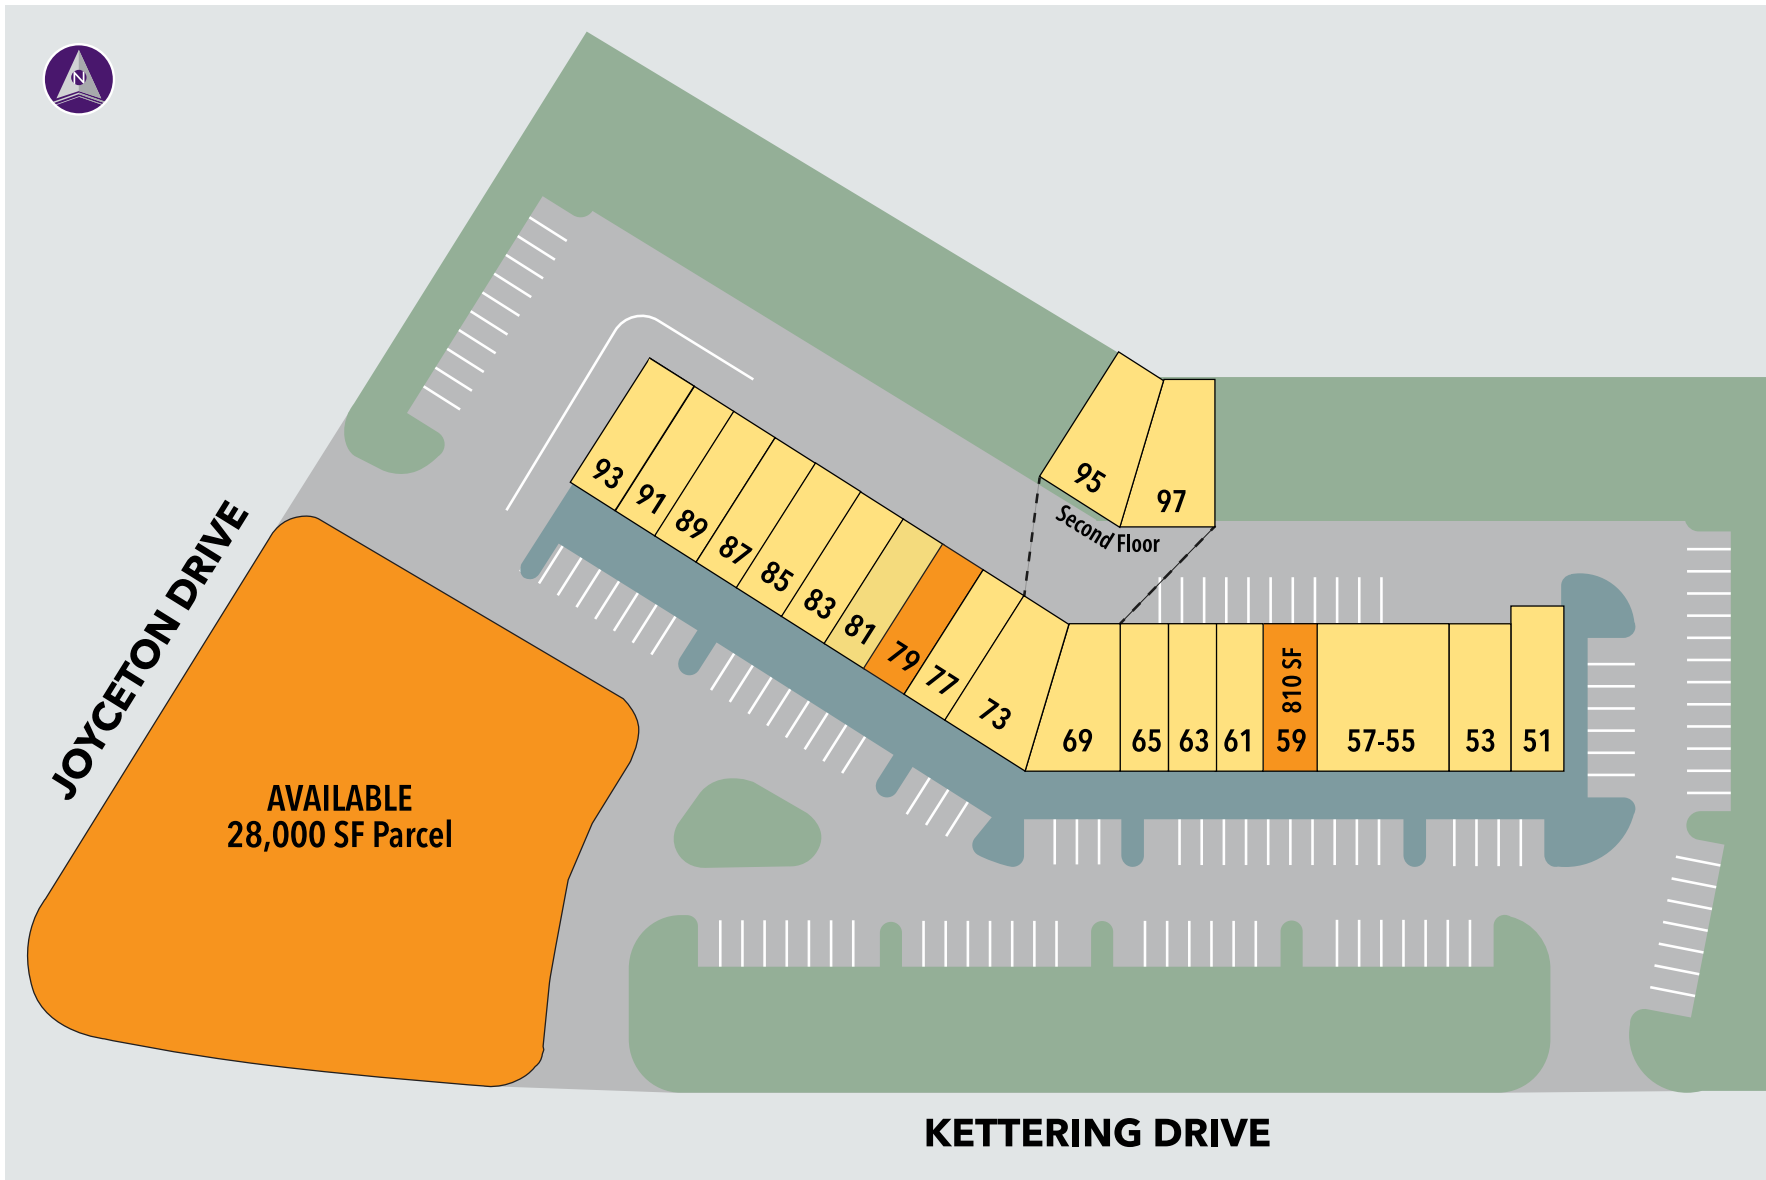 N
95
97
Second Floor
93
91
89
87
85
83
81
79
77
73
69
65
63
61
810 SF
59
57-55
53
51
JOYCETON DRIVE
AVAILABLE
28,000 SF Parcel
KETTERING DRIVE